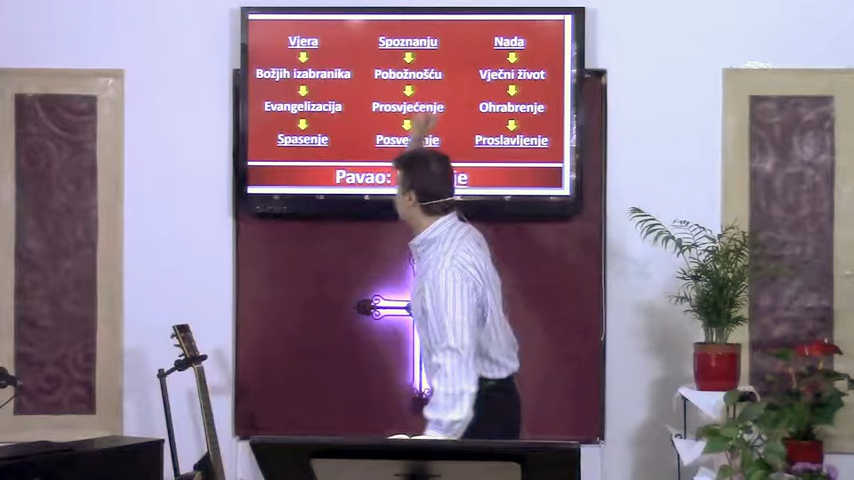 Vjera Spoznanju Nada
Božjih izabranika Pobožnošću Vječni život
Evangelizacija Prosvjećenje Ohrabrenje
Spasenje Proslavljenje
Pavao: